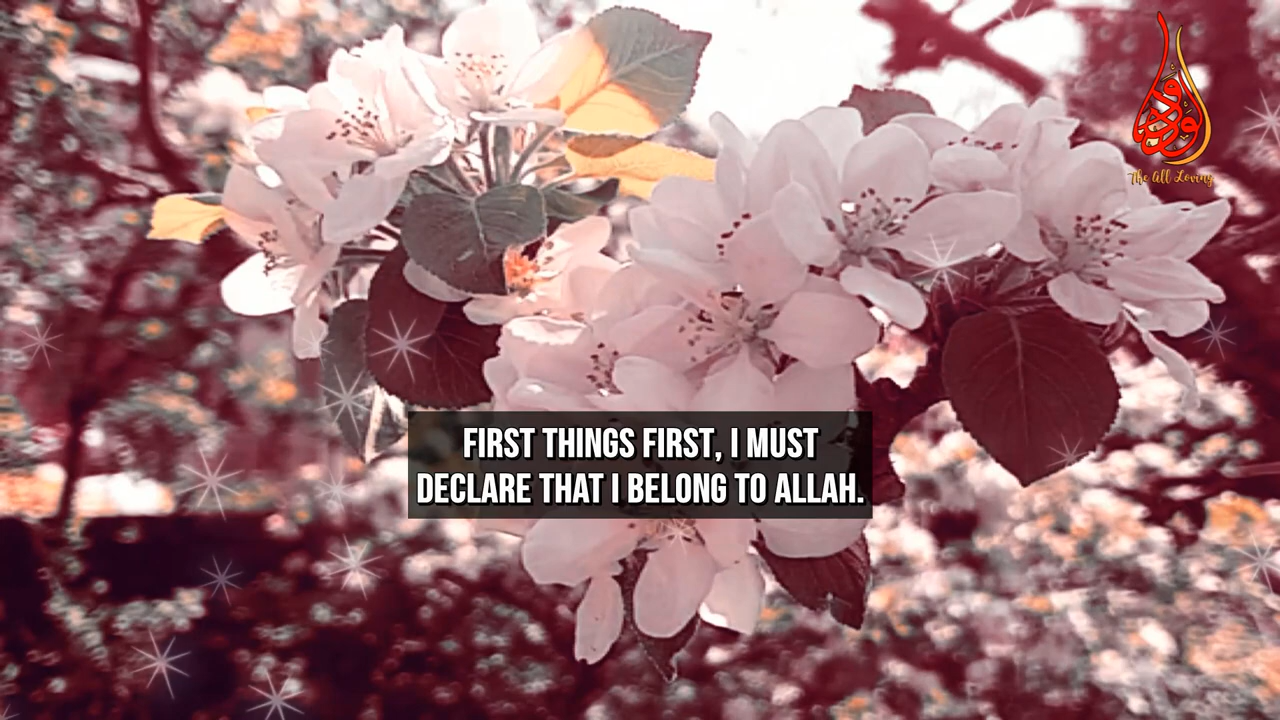 The All Loving
FIRST THINGS FIRST, I MUST
DECLARE THAT I BELONG TO ALLAH.